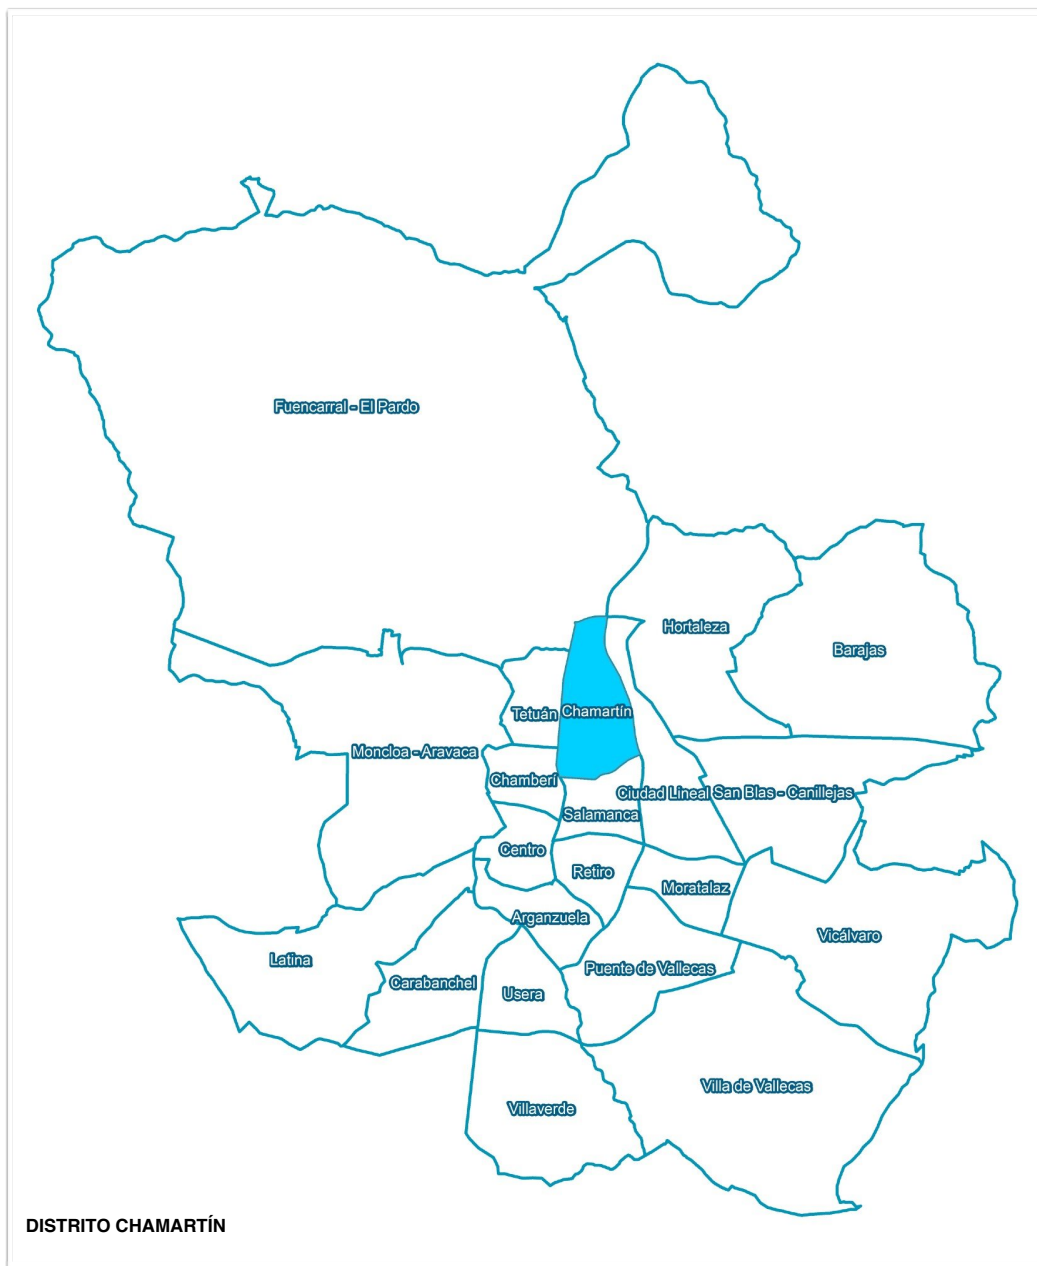 Fuencarral - El Pardo
Hortaleza
Barajas
Tetuán
Chamartín
Moncloa - Aravaca
Chamberí
Ciudad Lineal
San Blas - Canillejas
Salamanca
Centro
Retiro
Moratalaz
Arganzuela
Vicálvaro
Latina
Puente de Vallecas
Carabanchel
Usera
Villa de Vallecas
Villaverde
DISTRITO CHAMARTÍN